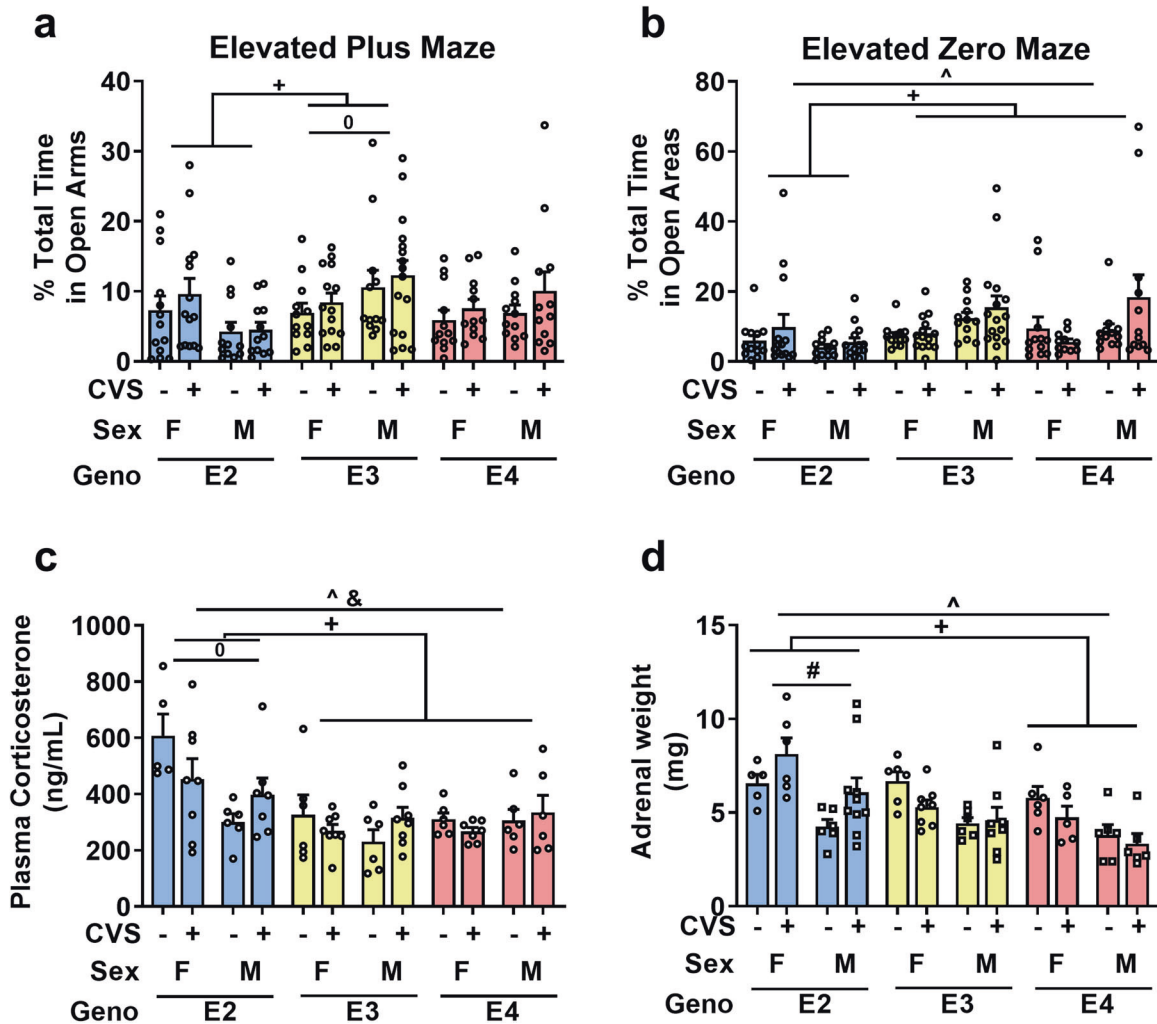 a
Elevated Plus Maze
% Total Time
in Open Arms
40
30
20
10
0
+
0
CVS - + - + - + - + - + - +
Sex F M F M F M
Geno E2 E3 E4
b
Elevated Zero Maze
% Total Time
in Open Areas
80
60
40
20
0
^
+
CVS - + - + - + - + - + - +
Sex F M F M F M
Geno E2 E3 E4
c
Plasma Corticosterone
(ng/mL)
1000
800
600
400
200
0
^ &
+
0
CVS - + - + - + - + - + - +
Sex F M F M F M
Geno E2 E3 E4
d
Adrenal weight
(mg)
15
10
5
0
^
+
#
CVS - + - + - + - + - + - +
Sex F M F M F M
Geno E2 E3 E4